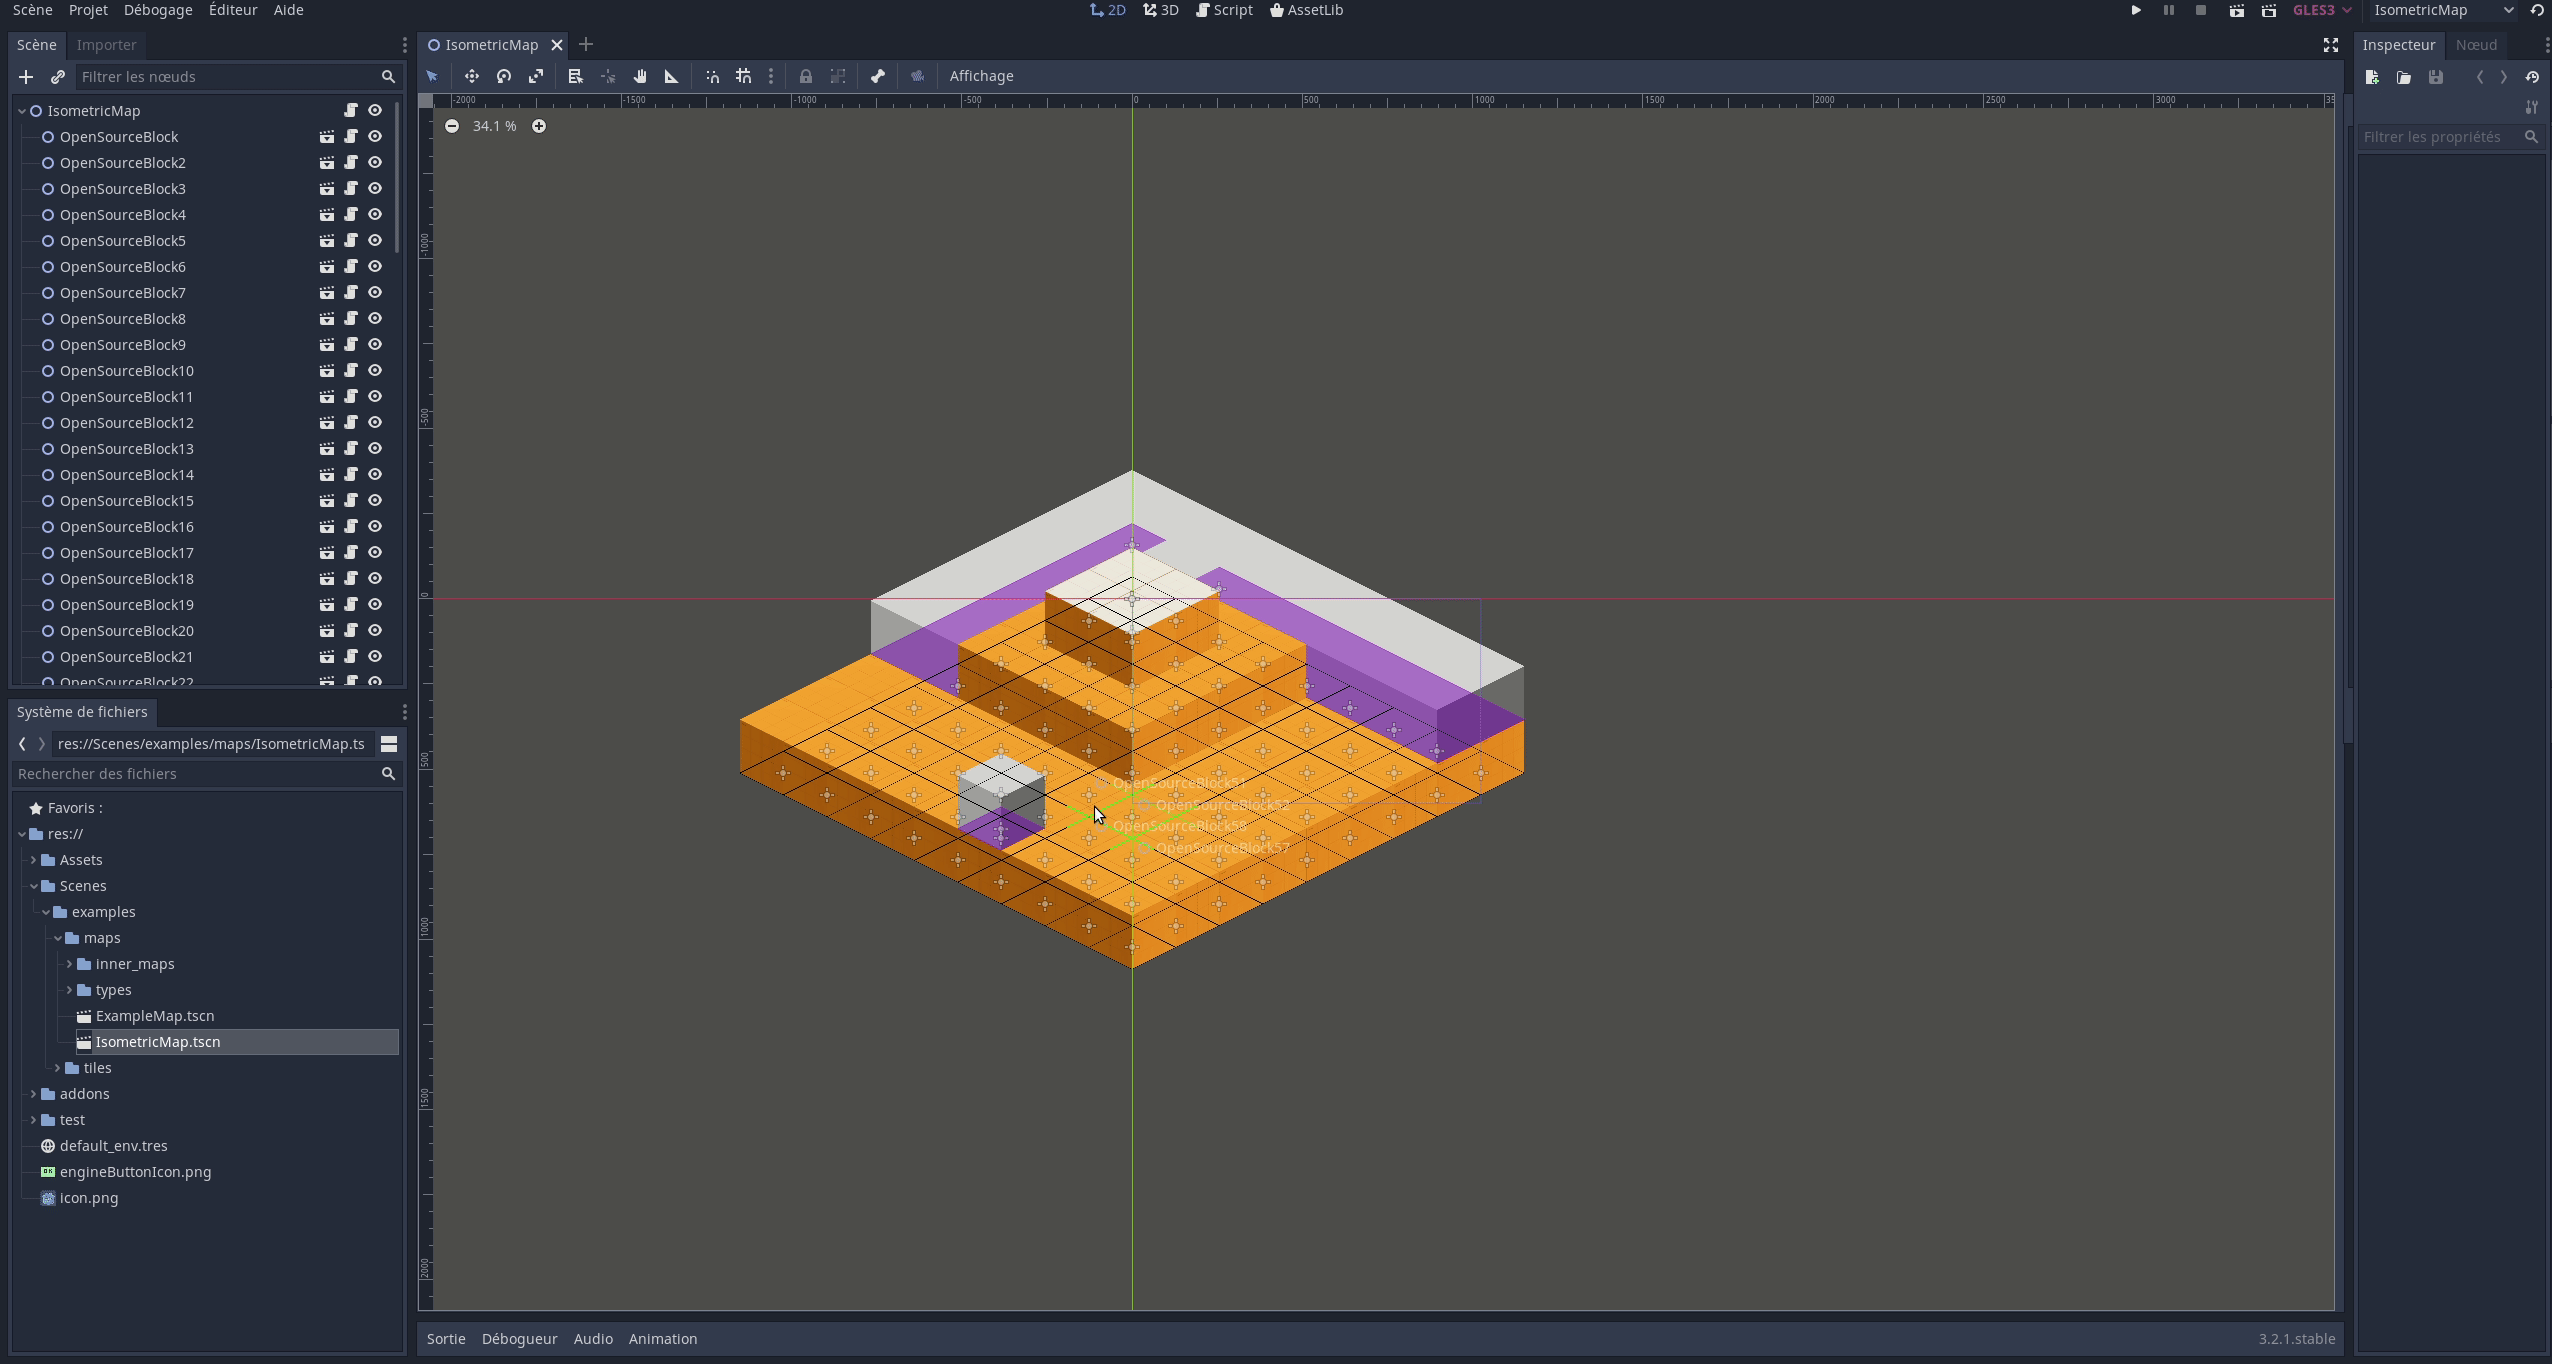 Scène Projet Débogage Éditeur Aide 2D 3D Script AssetLib GLES3 IsometricMap
Scène Importer IsometricMap Inspecteur Nœud
Filtrer les nœuds Affichage
-2000 -1500 -1000 -500 0 500 1000 1500 2000 2500 3000
34.1 %
Filtrer les propriétés
IsometricMap
OpenSourceBlock
OpenSourceBlock2
OpenSourceBlock3
OpenSourceBlock4
OpenSourceBlock5
OpenSourceBlock6
OpenSourceBlock7
OpenSourceBlock8
OpenSourceBlock9
OpenSourceBlock10
OpenSourceBlock11
OpenSourceBlock12
OpenSourceBlock13
OpenSourceBlock14
OpenSourceBlock15
OpenSourceBlock16
OpenSourceBlock17
OpenSourceBlock18
OpenSourceBlock19
OpenSourceBlock20
OpenSourceBlock21
OpenSourceBlock22
-1000
-500
0
500
1000
1500
2000
OpenSourceBlock51
OpenSourceBlock52
OpenSourceBlock58
OpenSourceBlock57
Système de fichiers
res://Scenes/examples/maps/IsometricMap.ts
Rechercher des fichiers
Favoris :
res://
Assets
Scenes
examples
maps
inner_maps
types
ExampleMap.tscn
IsometricMap.tscn
tiles
addons
test
default_env.tres
engineButtonIcon.png
icon.png
Sortie Débogueur Audio Animation 3.2.1.stable